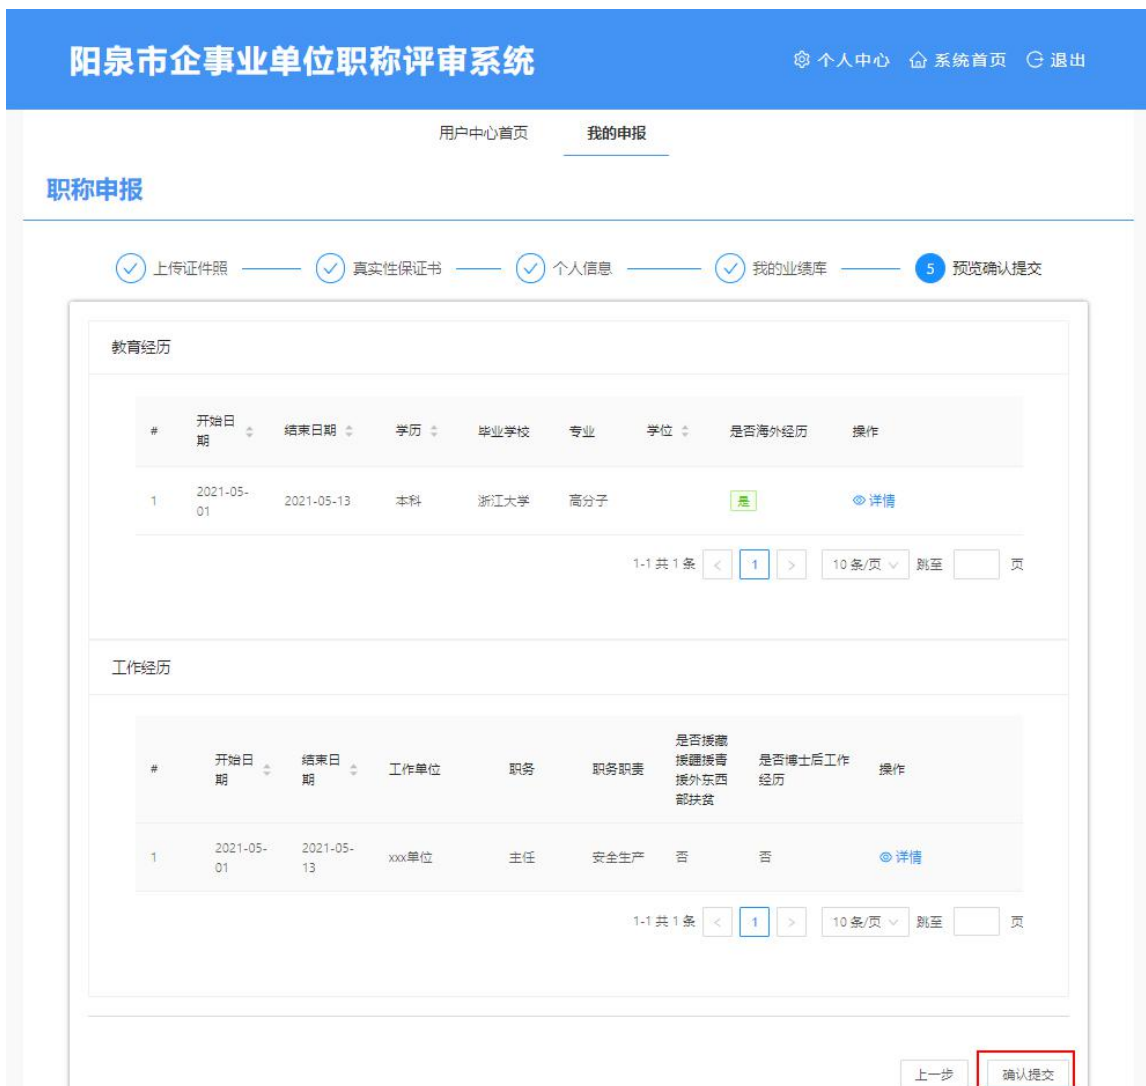 阳泉市企事业单位职称评审系统
个人中心 系统首页 退出
用户中心首页 我的申报
职称申报
上传证件照 真实性保证书 个人信息 我的业绩库 5 预览确认提交
教育经历
# 开始日期 结束日期 学历 毕业学校 专业 学位 是否海外经历 操作
1 2021-05-01 2021-05-13 本科 浙江大学 高分子 是 详情
1-1 共 1 条 < 1 > 10 条/页 跳至 页
工作经历
# 开始日期 结束日期 工作单位 职务 职务职责 是否援藏援疆援青援外东西部扶贫 是否博士后工作经历 操作
1 2021-05-01 2021-05-13 xxx单位 主任 安全生产 否 否 详情
1-1 共 1 条 < 1 > 10 条/页 跳至 页
上一步 确认提交